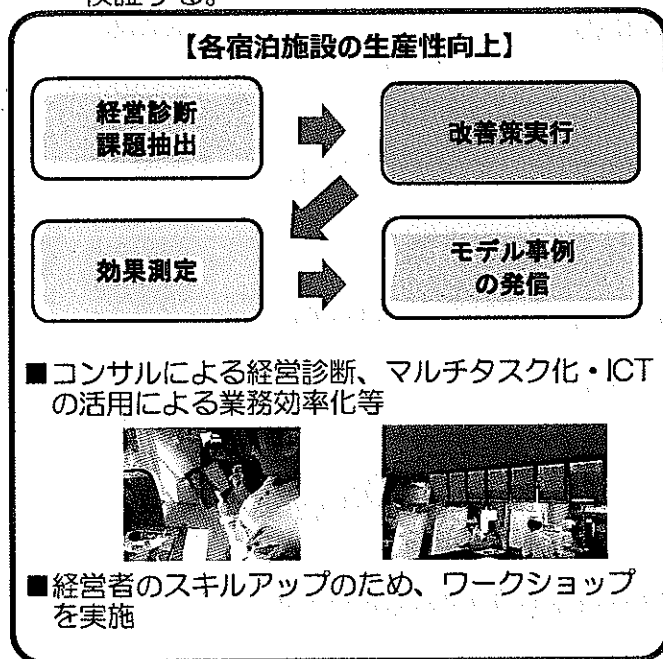 検証する。
【各宿泊施設の生産性向上】
経営診断
課題抽出
改善策実行
効果測定
モデル事例
の発信
■コンサルによる経営診断、マルチタスク化・ICT
の活用による業務効率化等
■経営者のスキルアップのため、ワークショップ
を実施